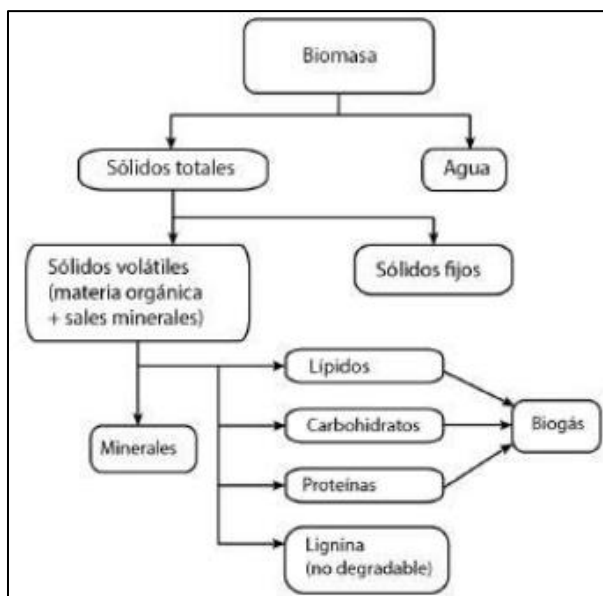 Biomasa
Sólidos totales
Agua
Sólidos volátiles
(materia orgánica
+ sales minerales)
Sólidos fijos
Lípidos
Carbohidratos
Biogás
Minerales
Proteínas
Lignina
(no degradable)